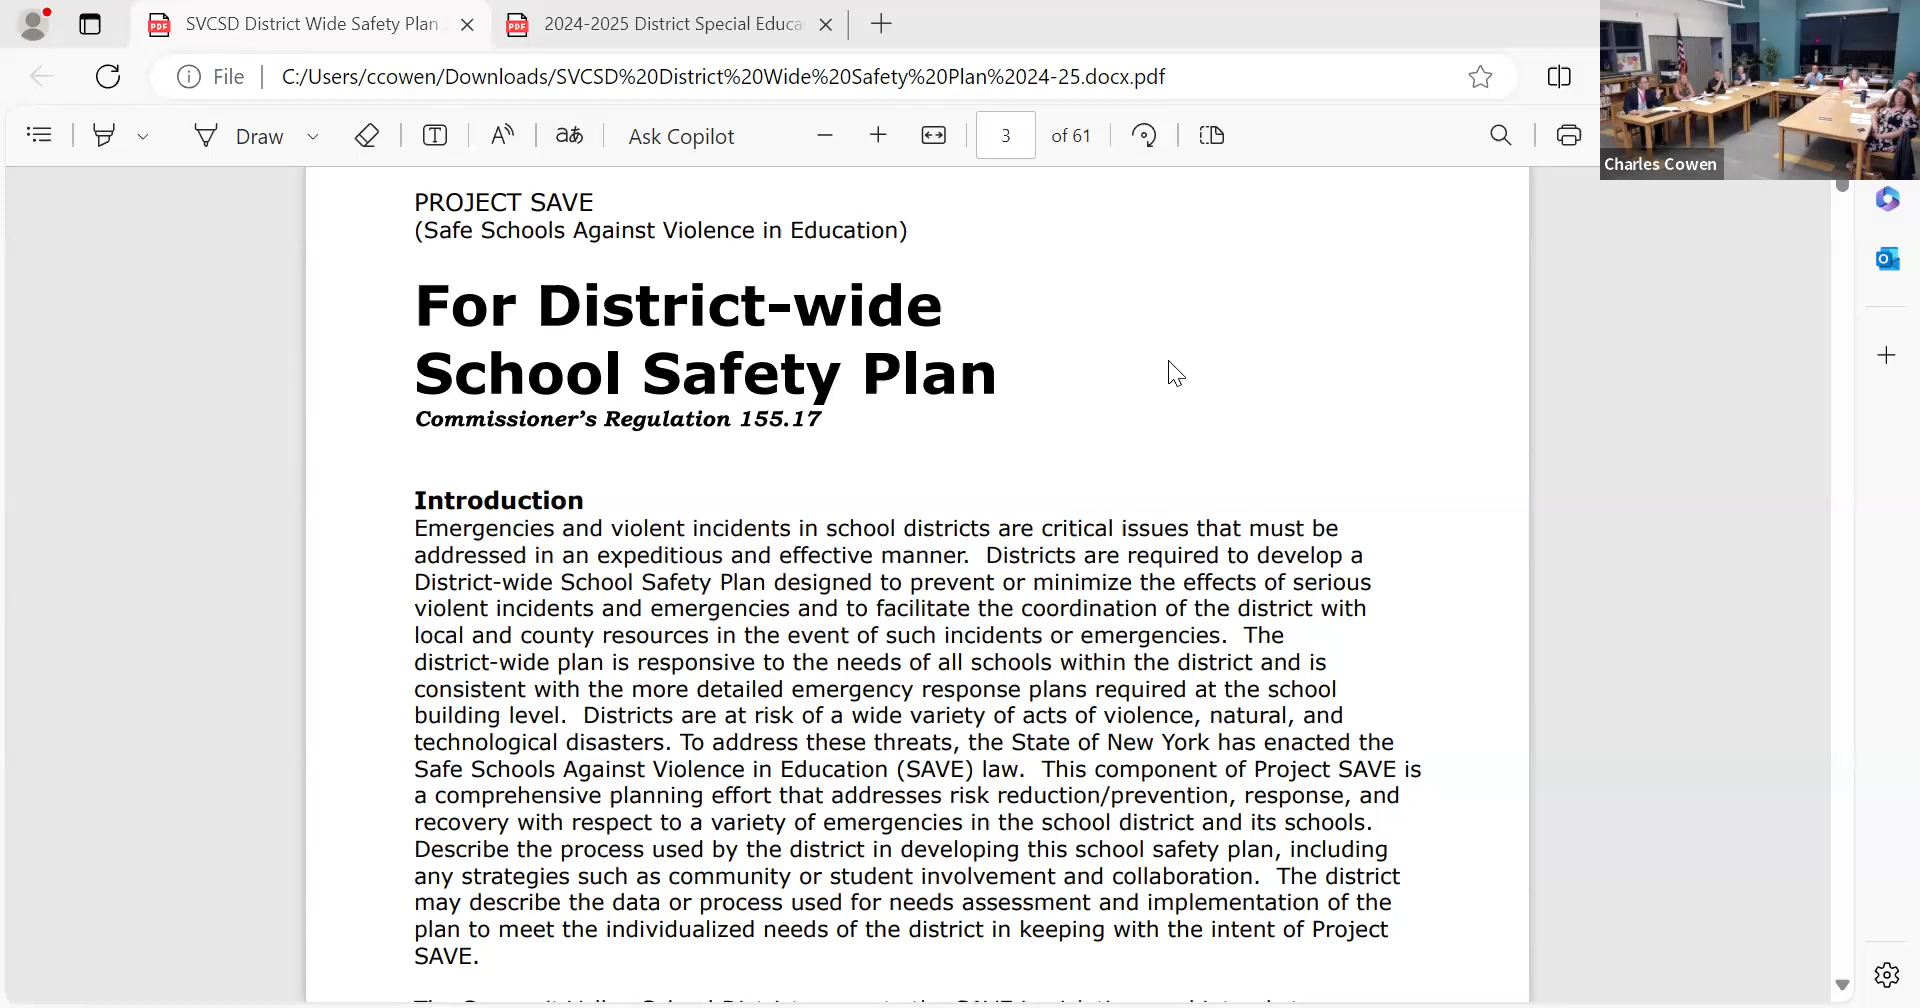 SVCSD District Wide Safety Plan
2024-2025 District Special Educa
File
C:/Users/ccowen/Downloads/SVCSD%20District%20Wide%20Safety%20Plan%2024-25.docx.pdf
Draw
Ask Copilot
3 of 61
Charles Cowen
PROJECT SAVE
(Safe Schools Against Violence in Education)
For District-wide
School Safety Plan
Commissioner’s Regulation 155.17
Introduction
Emergencies and violent incidents in school districts are critical issues that must be
addressed in an expeditious and effective manner.  Districts are required to develop a
District-wide School Safety Plan designed to prevent or minimize the effects of serious
violent incidents and emergencies and to facilitate the coordination of the district with
local and county resources in the event of such incidents or emergencies.  The
district-wide plan is responsive to the needs of all schools within the district and is
consistent with the more detailed emergency response plans required at the school
building level.  Districts are at risk of a wide variety of acts of violence, natural, and
technological disasters. To address these threats, the State of New York has enacted the
Safe Schools Against Violence in Education (SAVE) law.  This component of Project SAVE is
a comprehensive planning effort that addresses risk reduction/prevention, response, and
recovery with respect to a variety of emergencies in the school district and its schools.
Describe the process used by the district in developing this school safety plan, including
any strategies such as community or student involvement and collaboration.  The district
may describe the data or process used for needs assessment and implementation of the
plan to meet the individualized needs of the district in keeping with the intent of Project
SAVE.